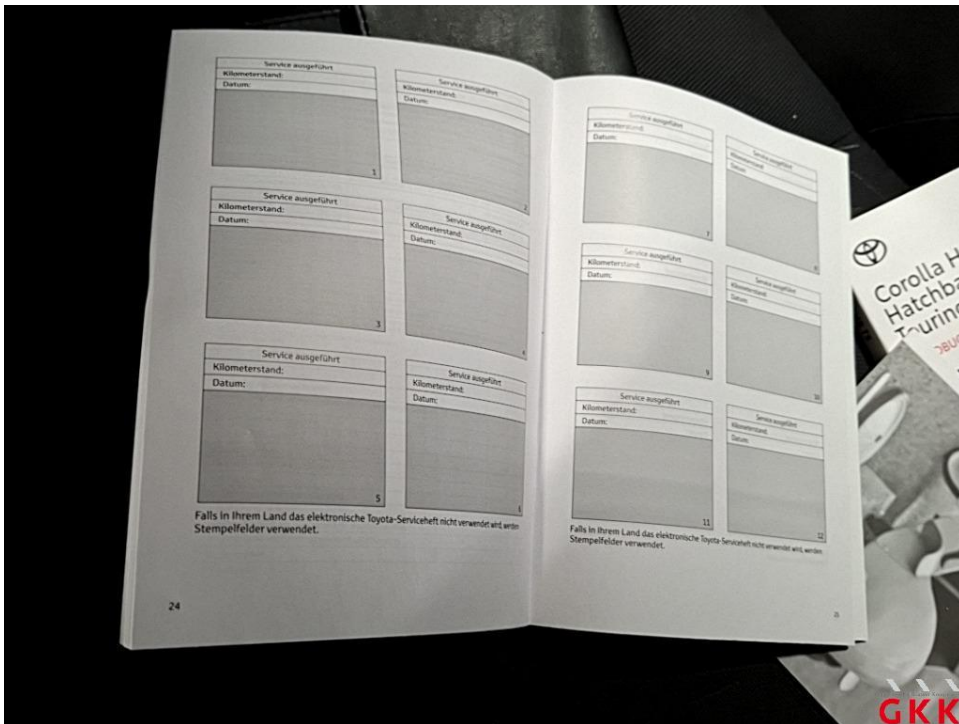 Service ausgeführt
Kilometerstand:
Datum:
1
Service ausgeführt
Kilometerstand:
Datum:
2
Service ausgeführt
Kilometerstand:
Datum:
3
Service ausgeführt
Kilometerstand:
Datum:
4
Service ausgeführt
Kilometerstand:
Datum:
5
Service ausgeführt
Kilometerstand:
Datum:
6
Falls in Ihrem Land das elektronische Toyota-Serviceheft nicht verwendet wird, werden
Stempelfelder verwendet.
24
Service ausgeführt
Kilometerstand:
Datum:
7
Service ausgeführt
Kilometerstand:
Datum:
8
Service ausgeführt
Kilometerstand:
Datum:
9
Service ausgeführt
Kilometerstand:
Datum:
10
Service ausgeführt
Kilometerstand:
Datum:
11
Service ausgeführt
Kilometerstand:
Datum:
12
Falls in Ihrem Land das elektronische Toyota-Serviceheft nicht verwendet wird, werden
Stempelfelder verwendet.
25
Corolla H
Hatchba
Touring
GKK